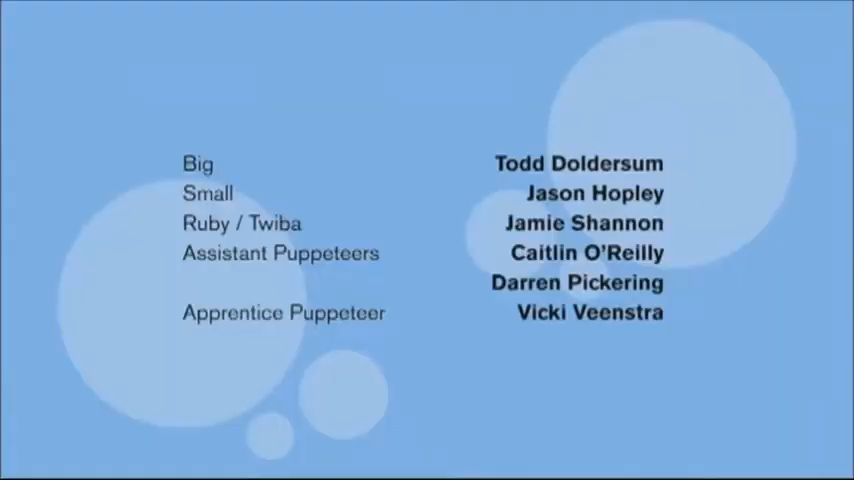 Big Todd Doldersum
Small Jason Hopley
Ruby / Twiba Jamie Shannon
Assistant Puppeteers Caitlin O'Reilly
Darren Pickering
Apprentice Puppeteer Vicki Veenstra